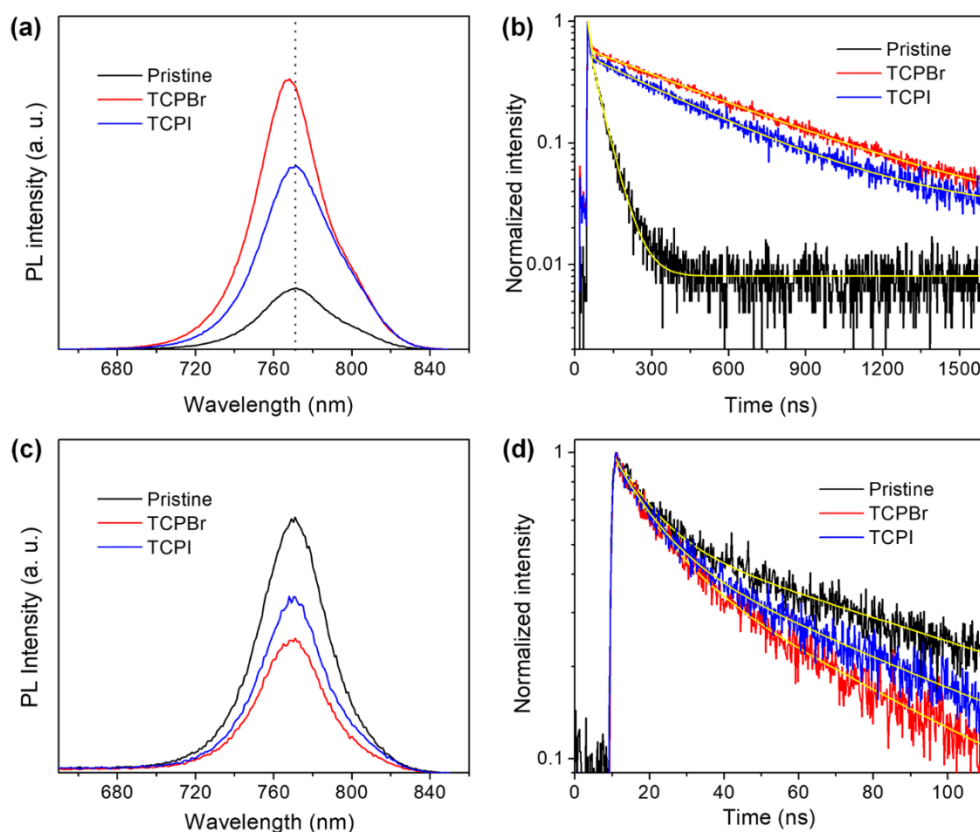 (a)
Pristine
TCPBr
TCPI
PL intensity (a. u.)
680 720 760 800 840
Wavelength (nm)
(b)
Pristine
TCPBr
TCPI
Normalized intensity
1
0.1
0.01
0 300 600 900 1200 1500
Time (ns)
(c)
Pristine
TCPBr
TCPI
PL Intensity (a. u.)
680 720 760 800 840
Wavelength (nm)
(d)
Pristine
TCPBr
TCPI
Normalized intensity
1
0.1
0 20 40 60 80 100
Time (ns)